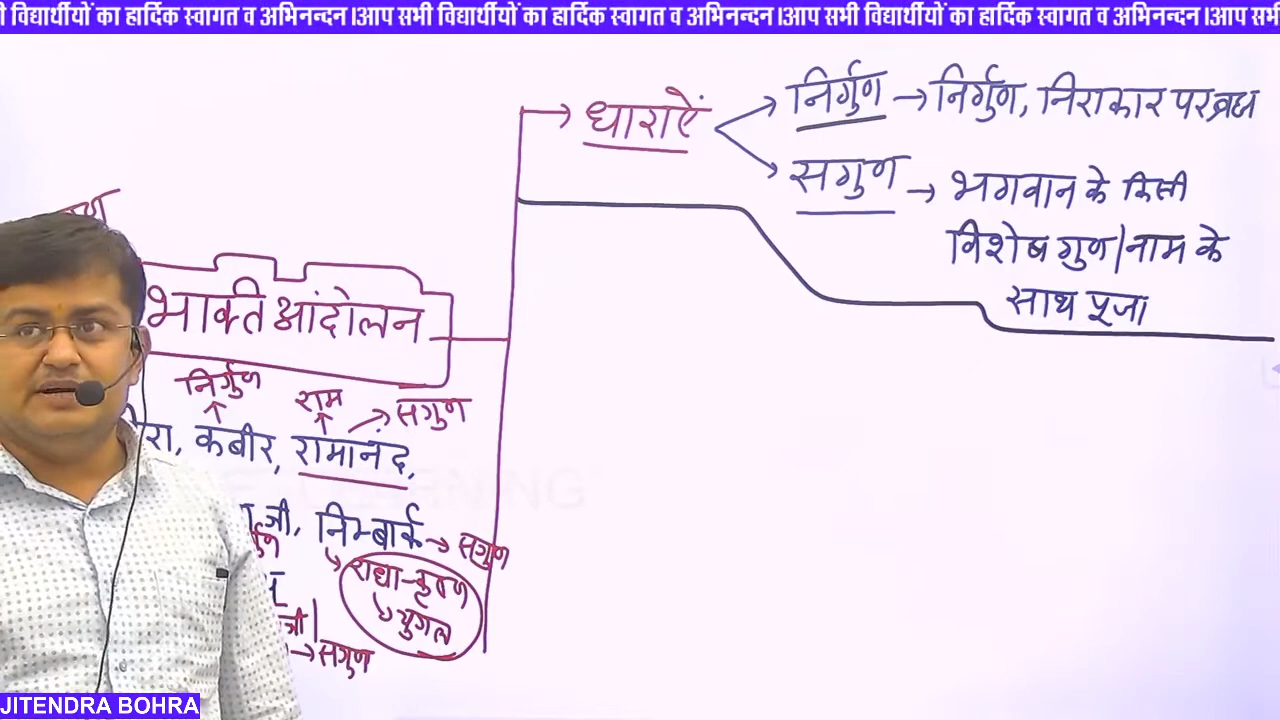 विद्यार्थीयों का हार्दिक स्वागत व अभिनन्दन।आप सभी विद्यार्थीयों का हार्दिक स्वागत व अभिनन्दन।आप सभी विद्यार्थीयों का हार्दिक स्वागत व अभिनन्दन।आप सभी
धाराऐं
निर्गुण → निर्गुण, निराकार परब्रह्म
सगुण → भगवान के किसी
विशेष गुण/नाम के
साथ पूजा
भक्ति आंदोलन
निर्गुण राम सगुण
कबीर, रामानंद,
जी, निम्बार्क → सगुण
राधा-कृष्ण
युगल
→ सगुण
JITENDRA BOHRA